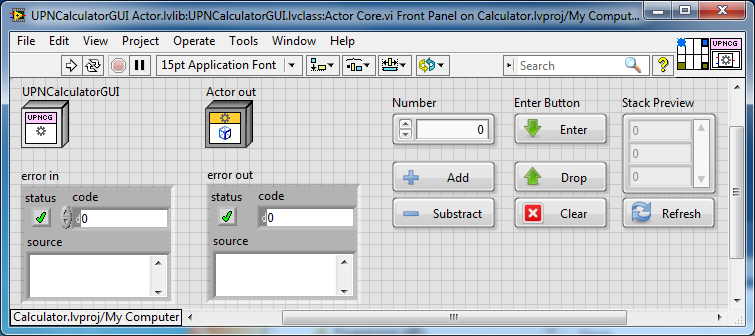 UPNCalculatorGUI Actor.lvlib:UPNCalculatorGUI.lvclass:Actor Core.vi Front Panel on Calculator.lvproj/My Comput...
File Edit View Project Operate Tools Window Help
15pt Application Font
Search
?
UPNCG
UPNCalculatorGUI
UPNCG
Actor out
Number
0
Enter Button
Enter
Stack Preview
0
0
0
Add
Drop
Substract
Clear
Refresh
error in
status code
d0
source
error out
status code
d0
source
Calculator.lvproj/My Computer